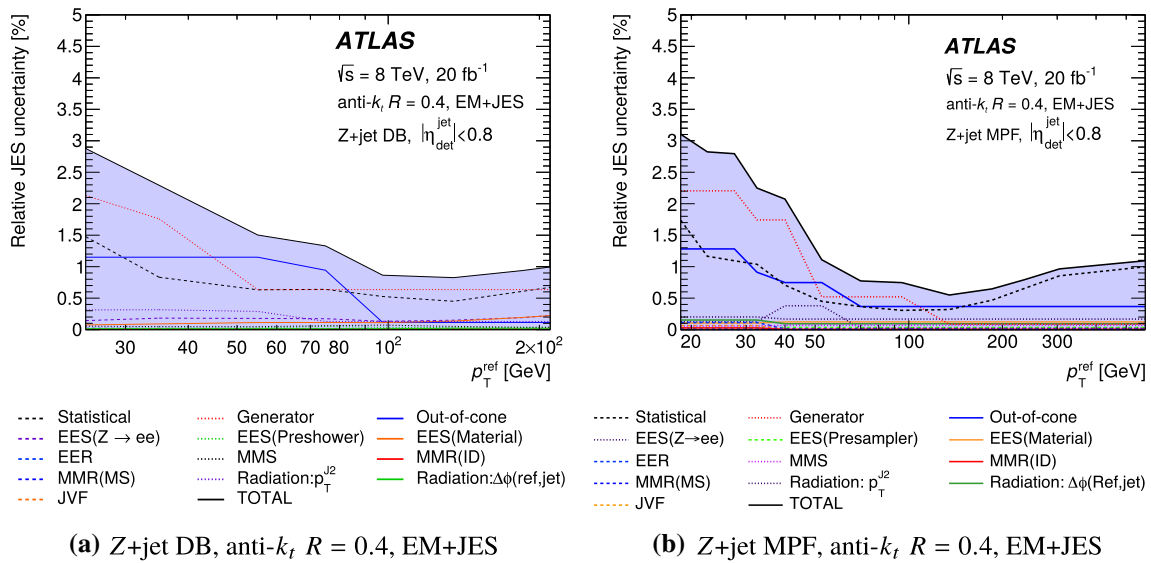 Relative JES uncertainty [%]
5
4.5
4
3.5
3
2.5
2
1.5
1
0.5
0
ATLAS
√s = 8 TeV, 20 fb⁻¹
anti-kₜ R = 0.4, EM+JES
Z+jet DB, |η^jet_det|<0.8
30 40 50 60 70 80 10² 2×10²
p_T^ref [GeV]
Statistical Generator Out-of-cone
EES(Z → ee) EES(Preshower) EES(Material)
EER MMS MMR(ID)
MMR(MS) Radiation:p_T^J2 Radiation:Δϕ(ref,jet)
JVF TOTAL
(a) Z+jet DB, anti-kₜ R = 0.4, EM+JES
Relative JES uncertainty [%]
5
4.5
4
3.5
3
2.5
2
1.5
1
0.5
0
ATLAS
√s = 8 TeV, 20 fb⁻¹
anti-kₜ R = 0.4, EM+JES
Z+jet MPF, |η^jet_det|<0.8
20 30 40 50 100 200 300
p_T^ref [GeV]
Statistical Generator Out-of-cone
EES(Z→ee) EES(Presampler) EES(Material)
EER MMS MMR(ID)
MMR(MS) Radiation: p_T^J2 Radiation: Δϕ(Ref,jet)
JVF TOTAL
(b) Z+jet MPF, anti-kₜ R = 0.4, EM+JES